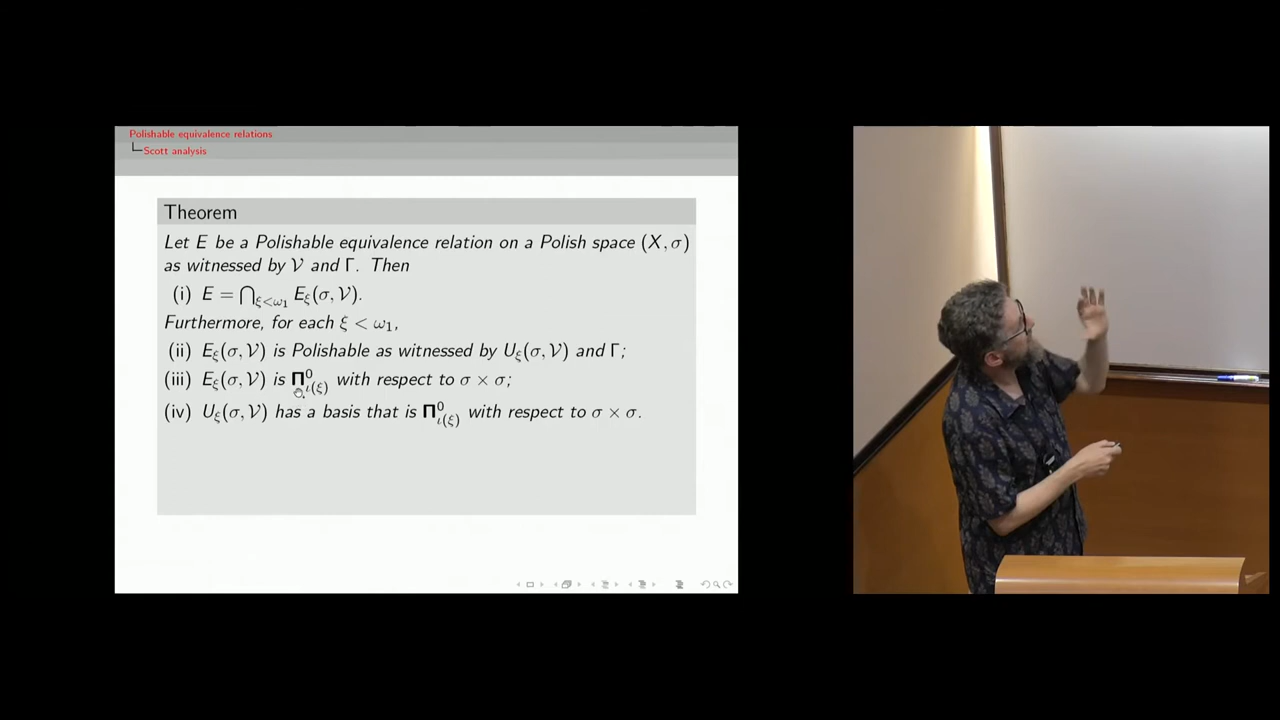 Polishable equivalence relations
Scott analysis
Theorem
Let E be a Polishable equivalence relation on a Polish space (X, σ)
as witnessed by 𝒱 and Γ. Then
(i) E = ⋂_{ξ<ω₁} E_ξ(σ, 𝒱).
Furthermore, for each ξ < ω₁,
(ii) E_ξ(σ, 𝒱) is Polishable as witnessed by U_ξ(σ, 𝒱) and Γ;
(iii) E_ξ(σ, 𝒱) is 𝚷⁰_{ι(ξ)} with respect to σ × σ;
(iv) U_ξ(σ, 𝒱) has a basis that is 𝚷⁰_{ι(ξ)} with respect to σ × σ.